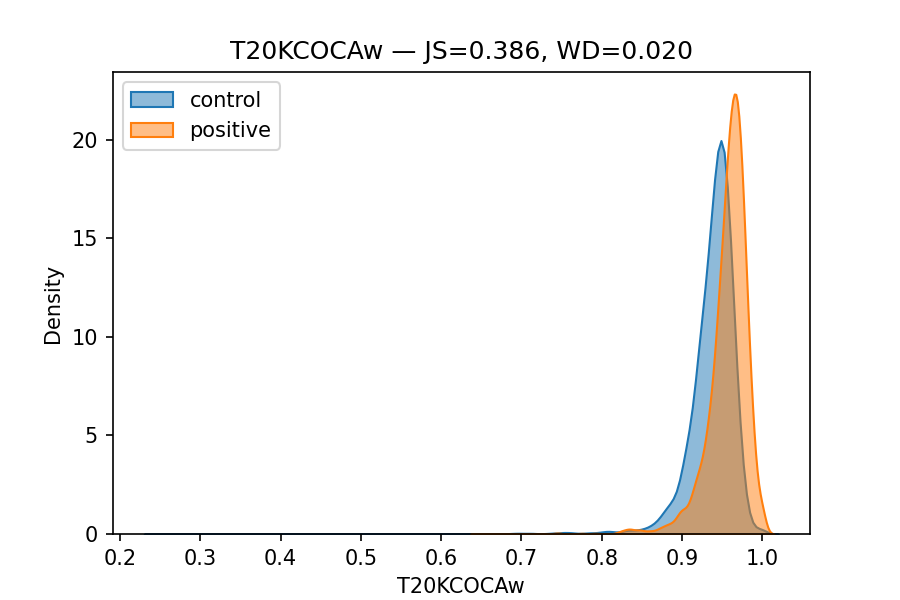 T20KCOCAw — JS=0.386, WD=0.020
control
positive
Density
20
15
10
5
0
0.2 0.3 0.4 0.5 0.6 0.7 0.8 0.9 1.0
T20KCOCAw